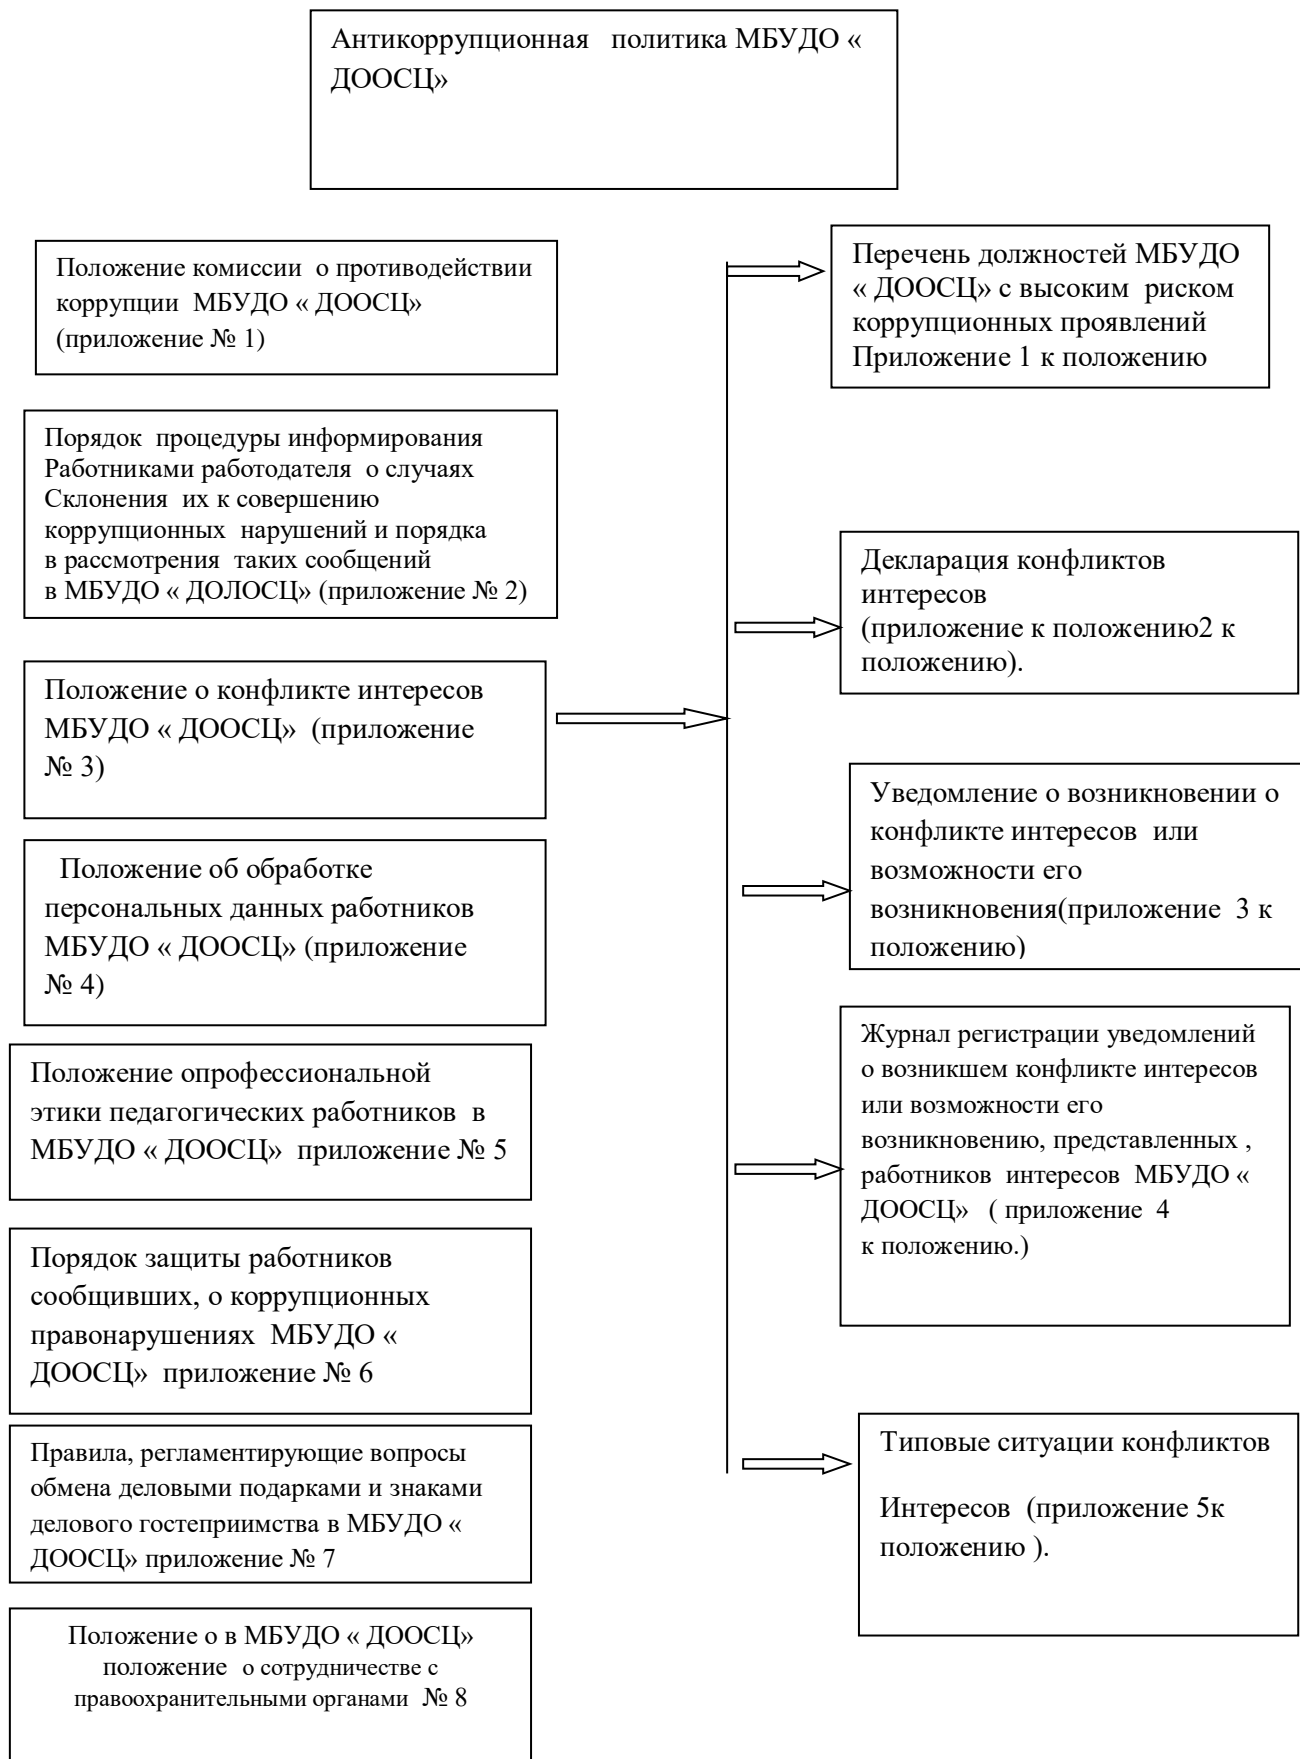 Антикоррупционная политика МБУДО «
ДООСЦ»
Положение комиссии о противодействии
коррупции МБУДО « ДООСЦ»
(приложение № 1)
Порядок процедуры информирования
Работниками работодателя о случаях
Склонения их к совершению
коррупционных нарушений и порядка
в рассмотрения таких сообщений
в МБУДО « ДОЛОСЦ» (приложение № 2)
Положение о конфликте интересов
МБУДО « ДООСЦ» (приложение
№ 3)
Положение об обработке
персональных данных работников
МБУДО « ДООСЦ» (приложение
№ 4)
Положение опрофессиональной
этики педагогических работников в
МБУДО « ДООСЦ» приложение № 5
Порядок защиты работников
сообщивших, о коррупционных
правонарушениях МБУДО «
ДООСЦ» приложение № 6
Правила, регламентирующие вопросы
обмена деловыми подарками и знаками
делового гостеприимства в МБУДО «
ДООСЦ» приложение № 7
Положение о в МБУДО « ДООСЦ»
положение о сотрудничестве с
правоохранительными органами № 8
Перечень должностей МБУДО
« ДООСЦ» с высоким риском
коррупционных проявлений
Приложение 1 к положению
Декларация конфликтов
интересов
(приложение к положению2 к
положению).
Уведомление о возникновении о
конфликте интересов или
возможности его
возникновения(приложение 3 к
положению)
Журнал регистрации уведомлений
о возникшем конфликте интересов
или возможности его
возникновению, представленных ,
работников интересов МБУДО «
ДООСЦ» ( приложение 4
к положению.)
Типовые ситуации конфликтов
Интересов (приложение 5к
положению ).